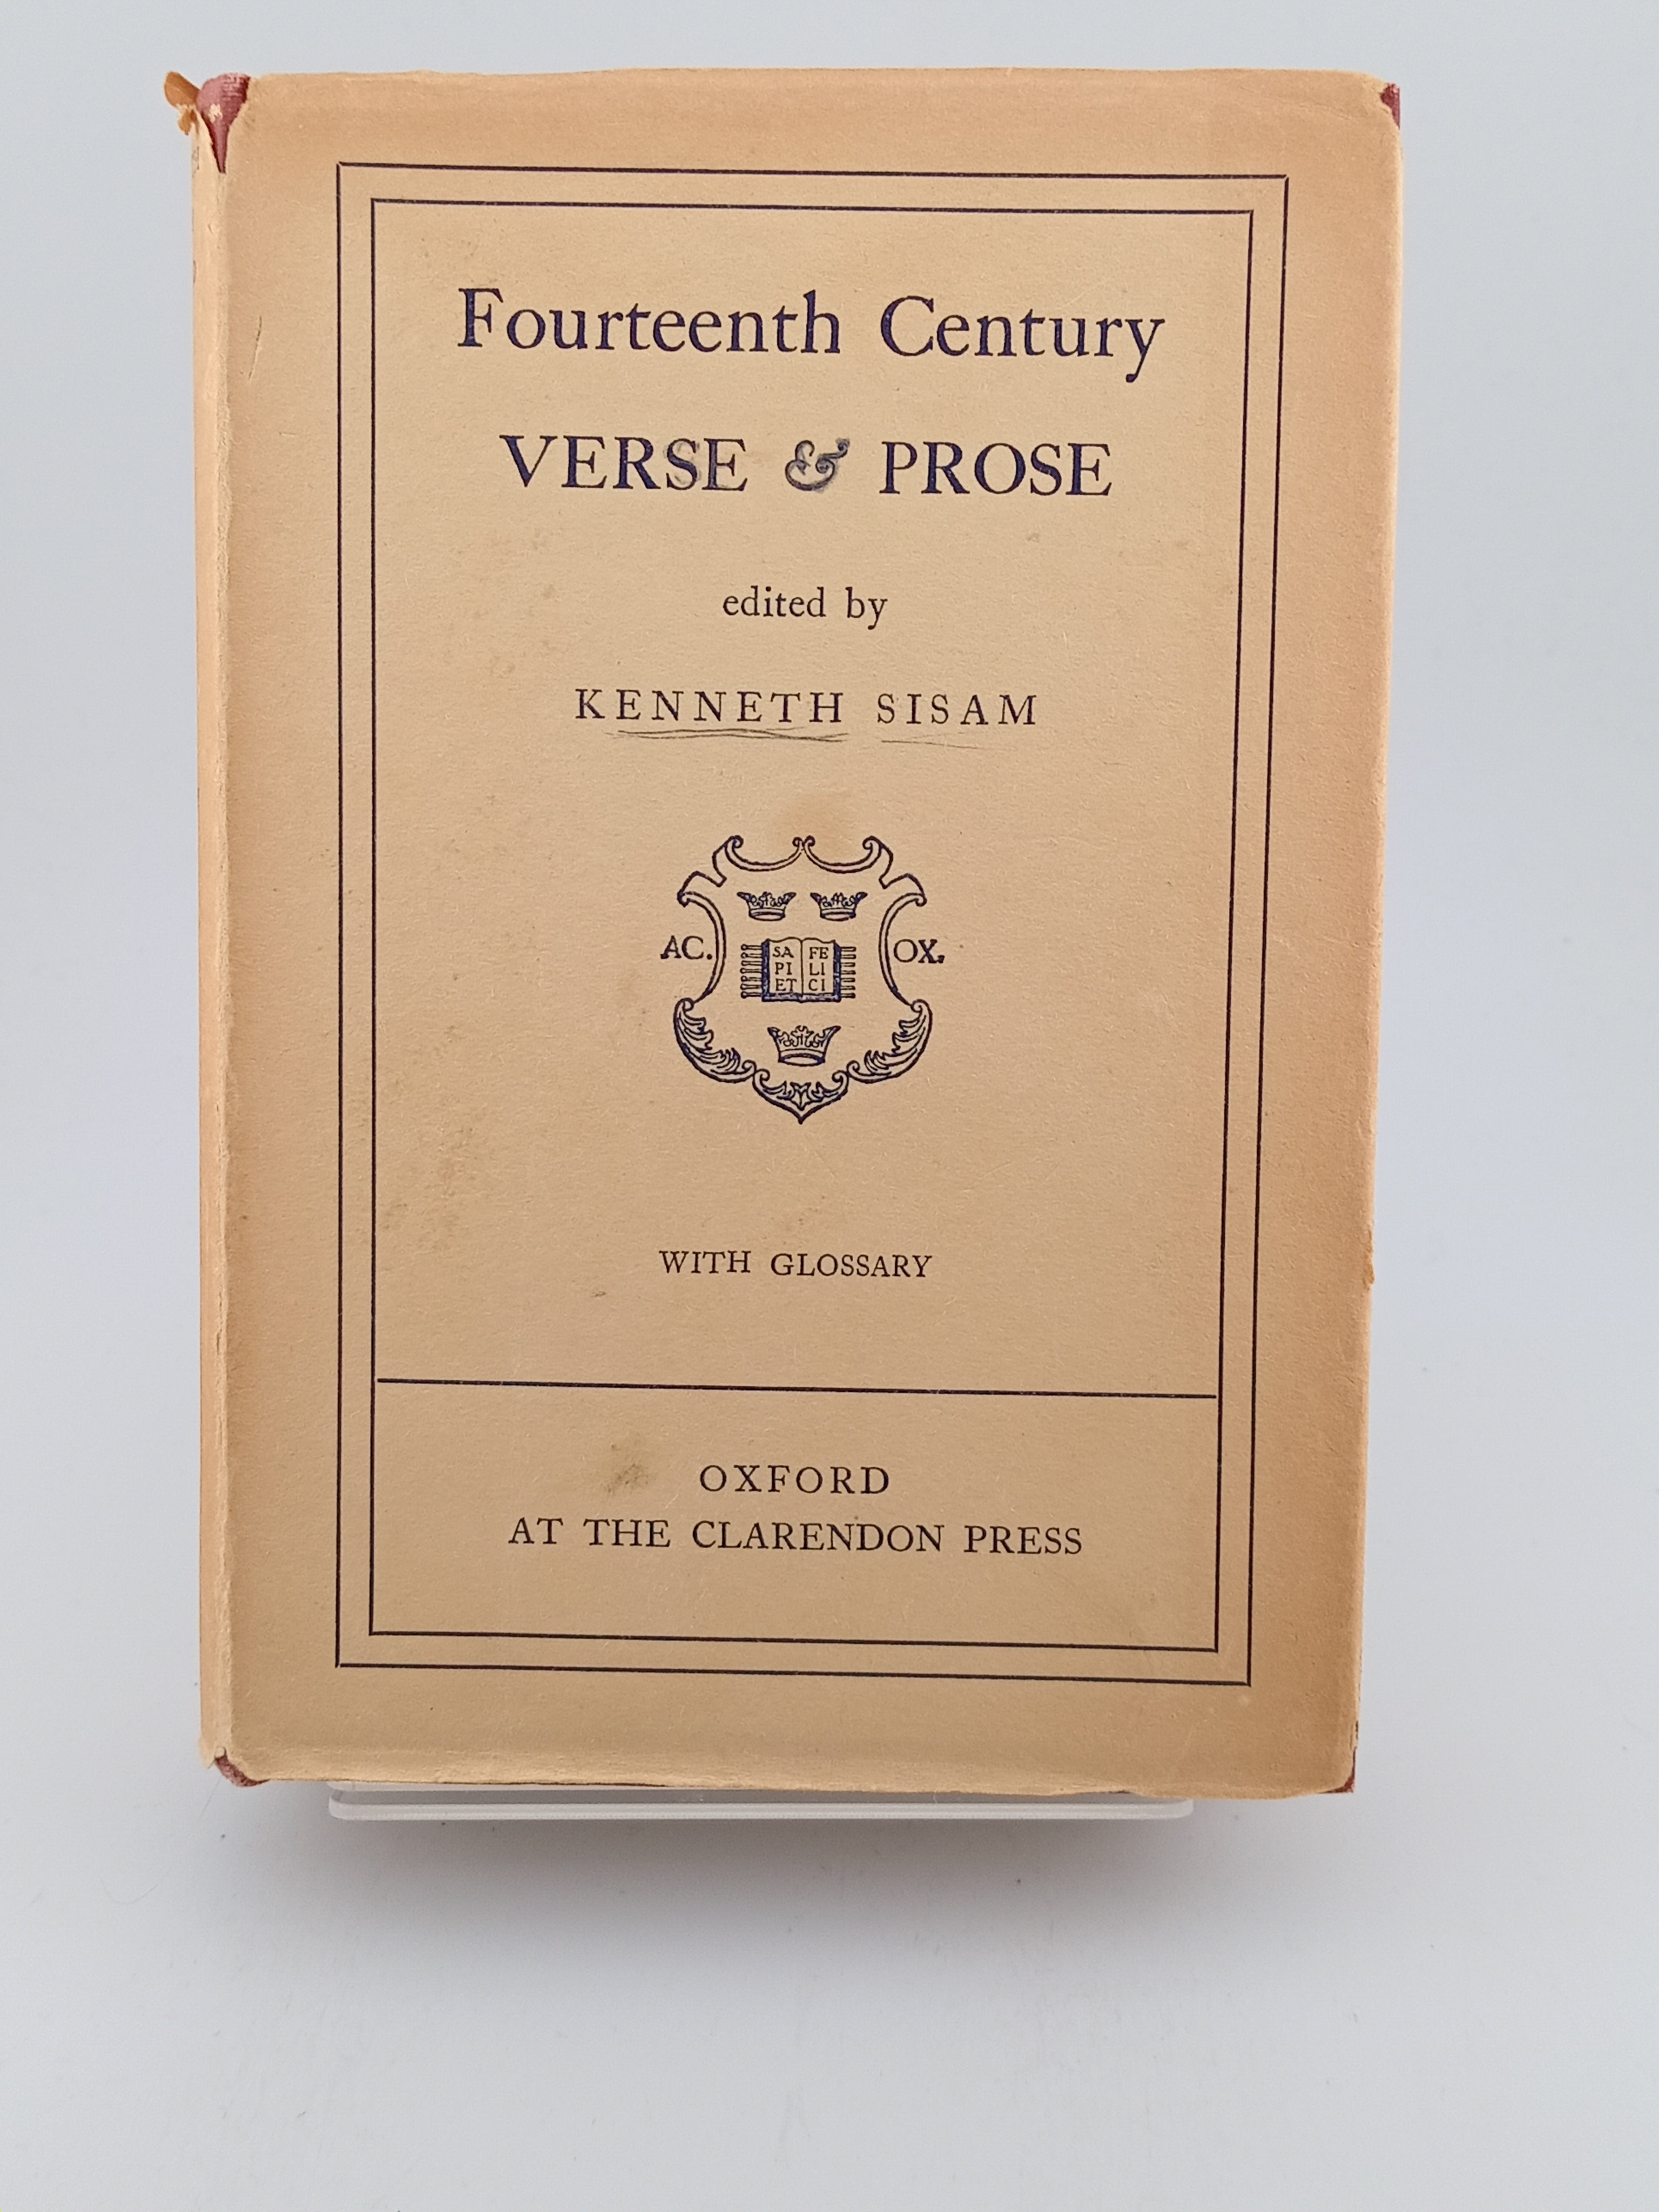 Fourteenth Century
VERSE & PROSE
edited by
KENNETH SISAM
AC. OX.
SA FE
PI LI
ET CI
WITH GLOSSARY
OXFORD
AT THE CLARENDON PRESS